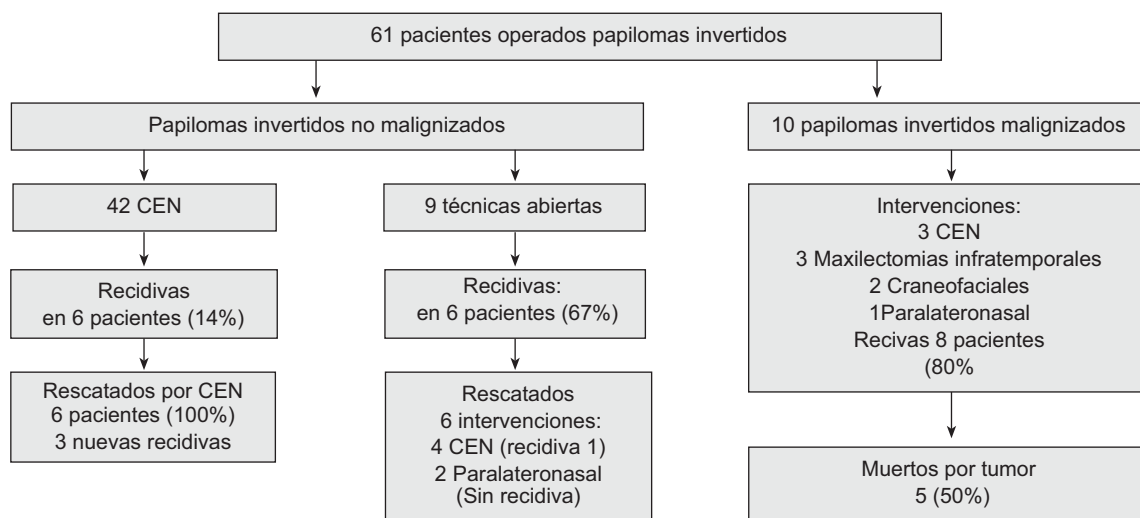 61 pacientes operados papilomas invertidos
Papilomas invertidos no malignizados
10 papilomas invertidos malignizados
42 CEN
9 técnicas abiertas
Intervenciones:
3 CEN
3 Maxilectomias infratemporales
2 Craneofaciales
1Paralateronasal
Recivas 8 pacientes
(80%
Recidivas
en 6 pacientes (14%)
Recidivas:
en 6 pacientes (67%)
Rescatados por CEN
6 pacientes (100%)
3 nuevas recidivas
Rescatados
6 intervenciones:
4 CEN (recidiva 1)
2 Paralateronasal
(Sin recidiva)
Muertos por tumor
5 (50%)